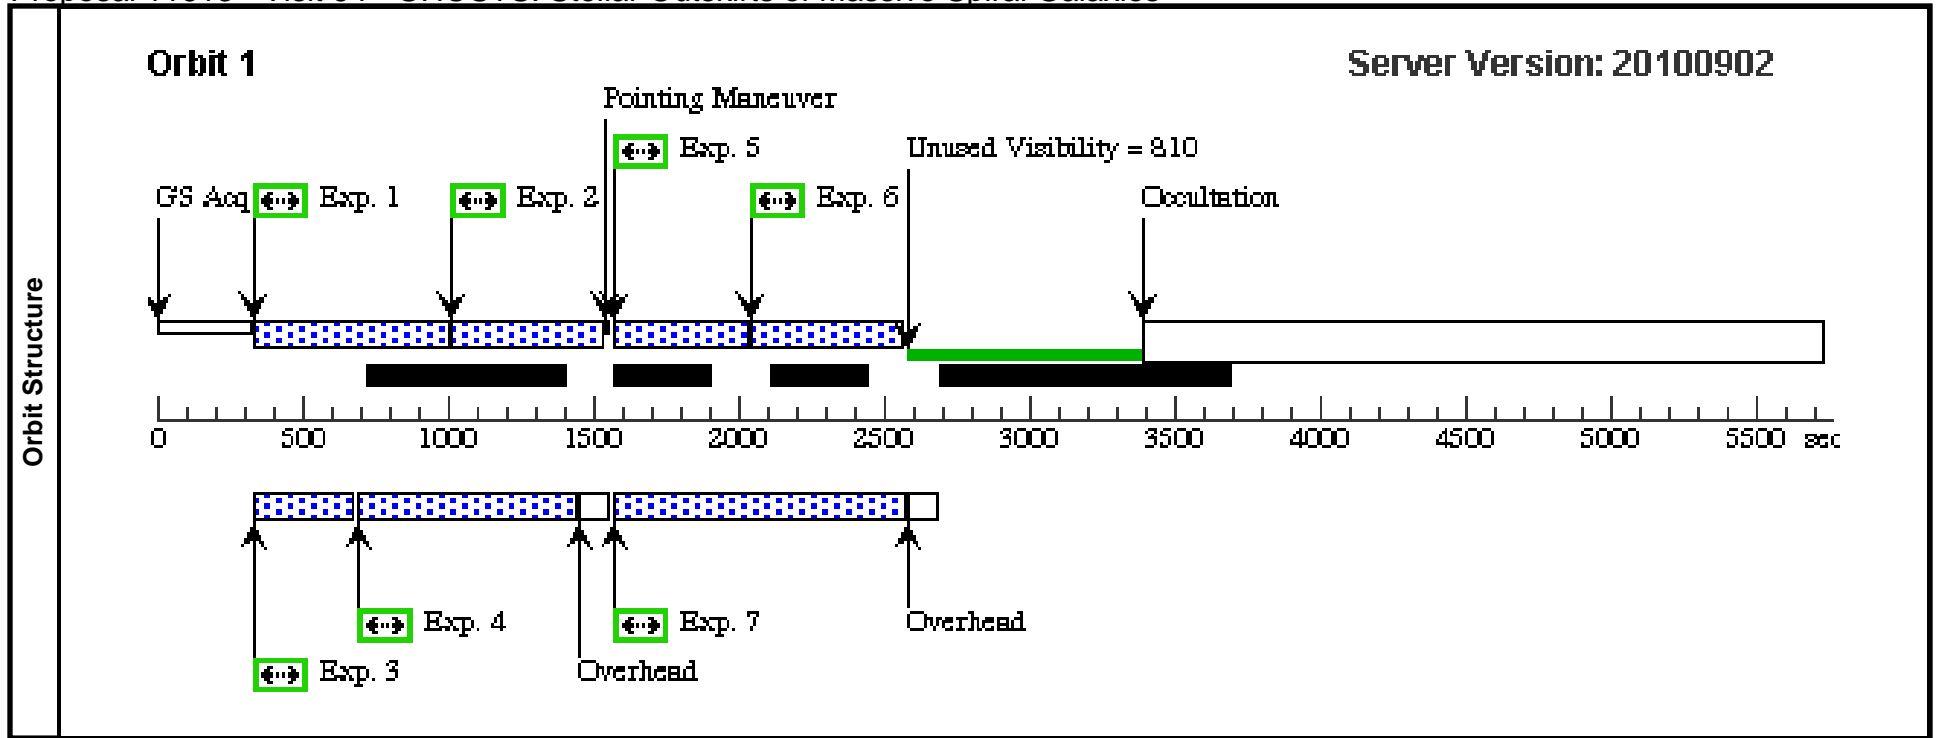 Orbit 1
Server Version: 20100902
Pointing Maneuver
Exp. 5
Unused Visibility = 810
GS Acq
Exp. 1
Exp. 2
Exp. 6
Occultation
Orbit Structure
0 500 1000 1500 2000 2500 3000 3500 4000 4500 5000 5500 sec
Exp. 4
Exp. 7
Overhead
Exp. 3
Overhead